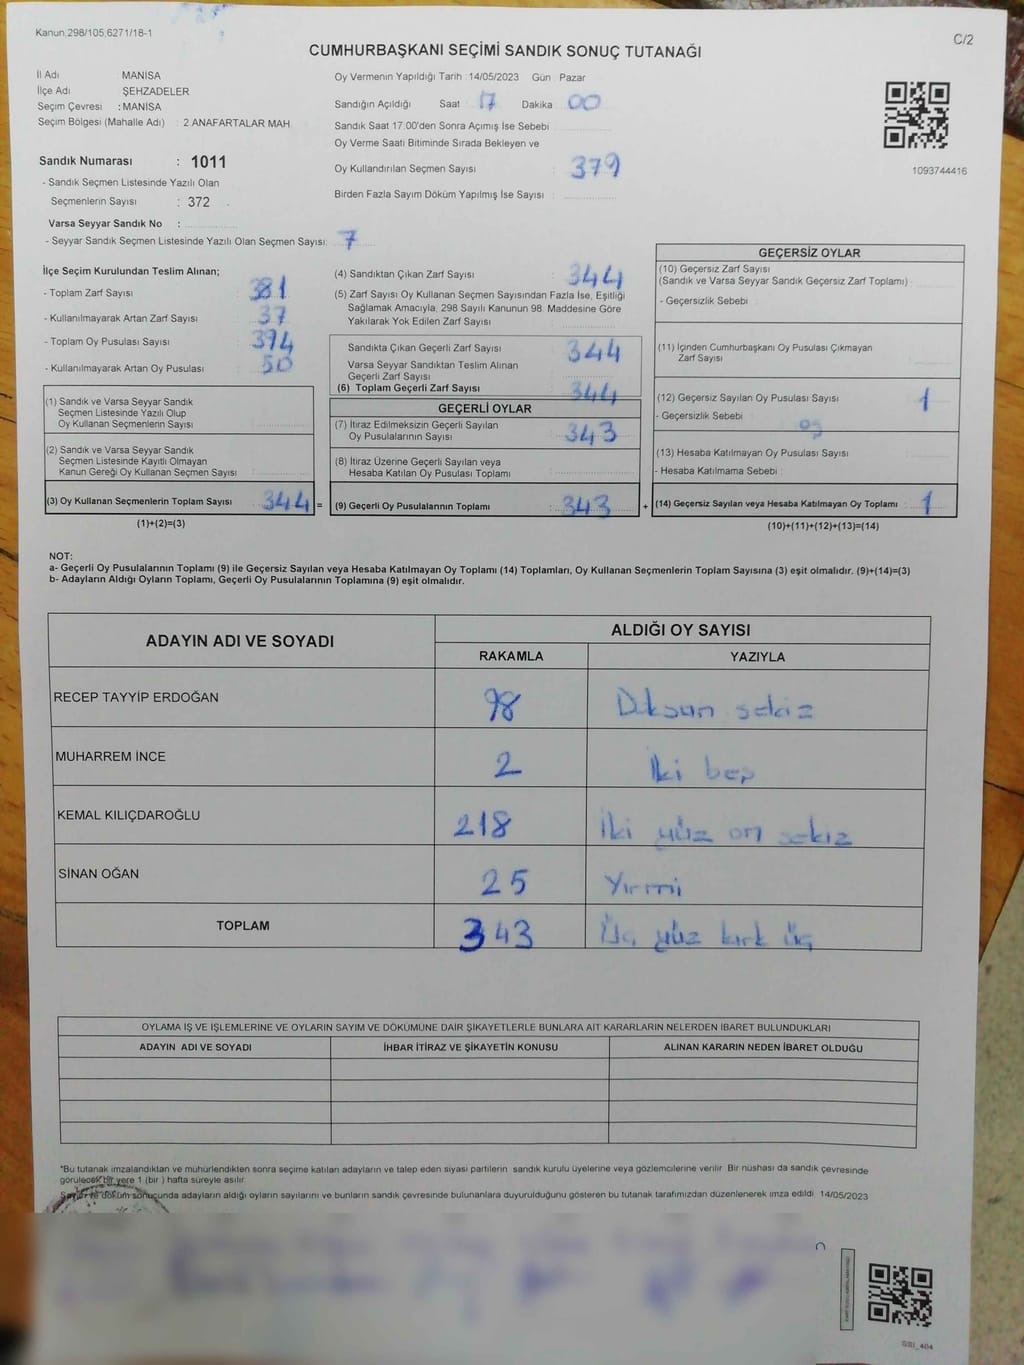 Kanun,298/105,6271/18-1
C/2
CUMHURBAŞKANI SEÇİMİ SANDIK SONUÇ TUTANAĞI
İl Adı MANİSA
İlçe Adı ŞEHZADELER
Seçim Çevresi : MANİSA
Seçim Bölgesi (Mahalle Adı) : 2 ANAFARTALAR MAH
Oy Vermenin Yapıldığı Tarih :14/05/2023 Gün Pazar
Sandığın Açıldığı Saat 17 Dakika 00
Sandık Saat 17:00'den Sonra Açımış İse Sebebi
Oy Verme Saati Bitiminde Sırada Bekleyen ve
Oy Kullandırılan Seçmen Sayısı : 379
Birden Fazla Sayım Döküm Yapılmış İse Sayısı :
1093744416
Sandık Numarası : 1011
- Sandık Seçmen Listesinde Yazılı Olan
Seçmenlerin Sayısı : 372
Varsa Seyyar Sandık No :
- Seyyar Sandık Seçmen Listesinde Yazılı Olan Seçmen Sayısı: 7
İlçe Seçim Kurulundan Teslim Alınan;
- Toplam Zarf Sayısı 381
- Kullanılmayarak Artan Zarf Sayısı : 37
- Toplam Oy Pusulası Sayısı : 394
- Kullanılmayarak Artan Oy Pusulası : 50
(1) Sandık ve Varsa Seyyar Sandık
Seçmen Listesinde Yazılı Olup
Oy Kullanan Seçmenlerin Sayısı
(2) Sandık ve Varsa Seyyar Sandık
Seçmen Listesinde Kayıtlı Olmayan
Kanun Gereği Oy Kullanan Seçmen Sayısı
(3) Oy Kullanan Seçmenlerin Toplam Sayısı 344 =
(1)+(2)=(3)
(4) Sandıktan Çıkan Zarf Sayısı : 344
(5) Zarf Sayısı Oy Kullanan Seçmen Sayısından Fazla İse, Eşitliği
Sağlamak Amacıyla, 298 Sayılı Kanunun 98. Maddesine Göre
Yakılarak Yok Edilen Zarf Sayısı
Sandıkta Çıkan Geçerli Zarf Sayısı 344
Varsa Seyyar Sandıktan Teslim Alınan
Geçerli Zarf Sayısı
(6) Toplam Geçerli Zarf Sayısı 344
GEÇERLİ OYLAR
(7) İtiraz Edilmeksizin Geçerli Sayılan
Oy Pusulalarının Sayısı 343
(8) İtiraz Üzerine Geçerli Sayılan veya
Hesaba Katılan Oy Pusulası Toplamı
(9) Geçerli Oy Pusulalarının Toplamı 343 +
GEÇERSİZ OYLAR
(10) Geçersiz Zarf Sayısı
(Sandık ve Varsa Seyyar Sandık Geçersiz Zarf Toplamı) :
- Geçersizlik Sebebi
(11) İçinden Cumhurbaşkanı Oy Pusulası Çıkmayan
Zarf Sayısı
(12) Geçersiz Sayılan Oy Pusulası Sayısı 1
- Geçersizlik Sebebi
(13) Hesaba Katılmayan Oy Pusulası Sayısı
- Hesaba Katılmama Sebebi :
(14) Geçersiz Sayılan veya Hesaba Katılmayan Oy Toplamı 1
(10)+(11)+(12)+(13)=(14)
NOT:
a- Geçerli Oy Pusulalarının Toplamı (9) ile Geçersiz Sayılan veya Hesaba Katılmayan Oy Toplamı (14) Toplamları, Oy Kullanan Seçmenlerin Toplam Sayısına (3) eşit olmalıdır. (9)+(14)=(3)
b- Adayların Aldığı Oyların Toplamı, Geçerli Oy Pusulalarının Toplamına (9) eşit olmalıdır.
ADAYIN ADI VE SOYADI ALDIĞI OY SAYISI
RAKAMLA YAZIYLA
RECEP TAYYİP ERDOĞAN 98 Doksan sekiz
MUHARREM İNCE 2 İki beş
KEMAL KILIÇDAROĞLU 218 İki yüz on sekiz
SİNAN OĞAN 25 Yirmi
TOPLAM 343 Üç yüz kırk üç
OYLAMA İŞ VE İŞLEMLERİNE VE OYLARIN SAYIM VE DÖKÜMÜNE DAİR ŞİKAYETLERLE BUNLARA AİT KARARLARIN NELERDEN İBARET BULUNDUKLARI
ADAYIN ADI VE SOYADI İHBAR İTİRAZ VE ŞİKAYETİN KONUSU ALINAN KARARIN NEDEN İBARET OLDUĞU
*Bu tutanak imzalandıktan ve mühürlendikten sonra seçime katılan adayların ve talep eden siyasi partilerin sandık kurulu üyelerine veya gözlemcilerine verilir. Bir nüshası da sandık çevresinde
görülecek bir yere 1 (bir ) hafta süreyle asılır.
Sayım ve döküm sonucunda adayların aldığı oyların sayılarını ve bunların sandık çevresinde bulunanlara duyurulduğunu gösteren bu tutanak tarafımızdan düzenlenerek imza edildi. 14/05/2023